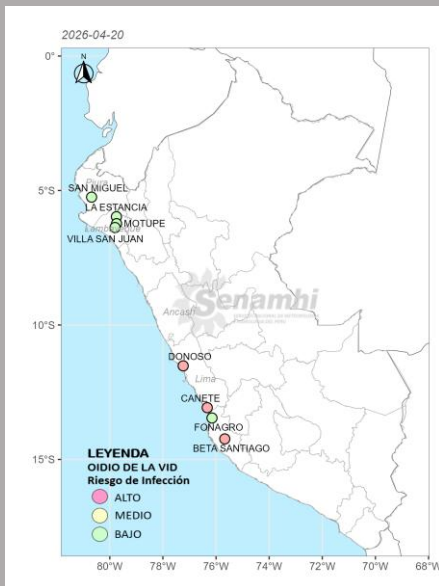 2026-04-20
N
0°
5°S
10°S
15°S
Piura
SAN MIGUEL
LA ESTANCIA
MOTUPE
VILLA SAN JUAN
Senamhi
Ancash
DONOSO
Lima
CANETE
FONAGRO
BETA SANTIAGO
LEYENDA
OIDIO DE LA VID
Riesgo de Infección
ALTO
MEDIO
BAJO
80°W
78°W
76°W
74°W
72°W
70°W
68°W